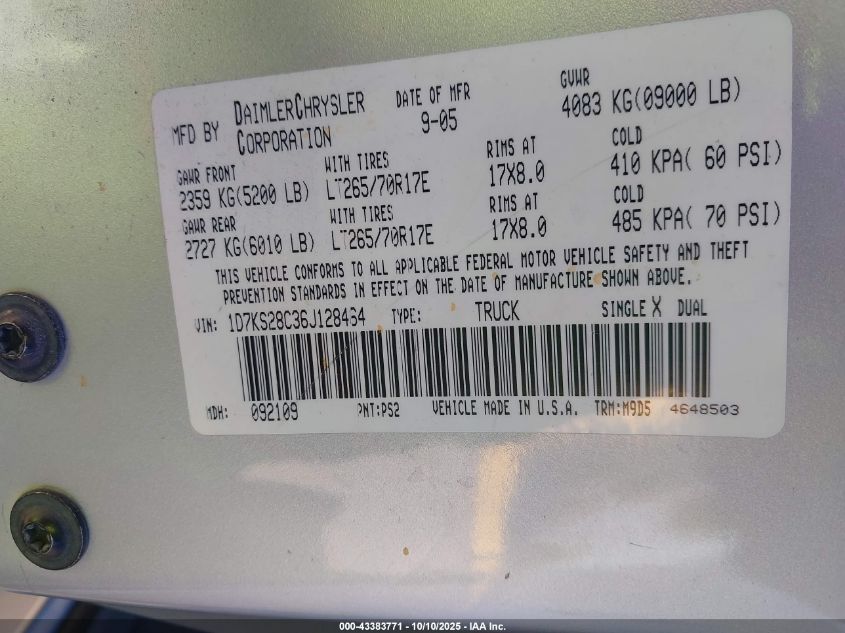 MFD BY DAIMLERCHRYSLER CORPORATION DATE OF MFR 9-05 GVWR 4083 KG(09000 LB)
GAWR FRONT WITH TIRES RIMS AT COLD
2359 KG(5200 LB) LT265/70R17E 17X8.0 410 KPA( 60 PSI)
GAWR REAR WITH TIRES RIMS AT COLD
2727 KG(6010 LB) LT265/70R17E 17X8.0 485 KPA( 70 PSI)
THIS VEHICLE CONFORMS TO ALL APPLICABLE FEDERAL MOTOR VEHICLE SAFETY AND THEFT
PREVENTION STANDARDS IN EFFECT ON THE DATE OF MANUFACTURE SHOWN ABOVE.
VIN: 1D7KS28C36J128464 TYPE: TRUCK SINGLE X DUAL
MDH: 092109 PNT:PS2 VEHICLE MADE IN U.S.A. TRM:M9D5 4648503
000-43383771 - 10/10/2025 - IAA Inc.